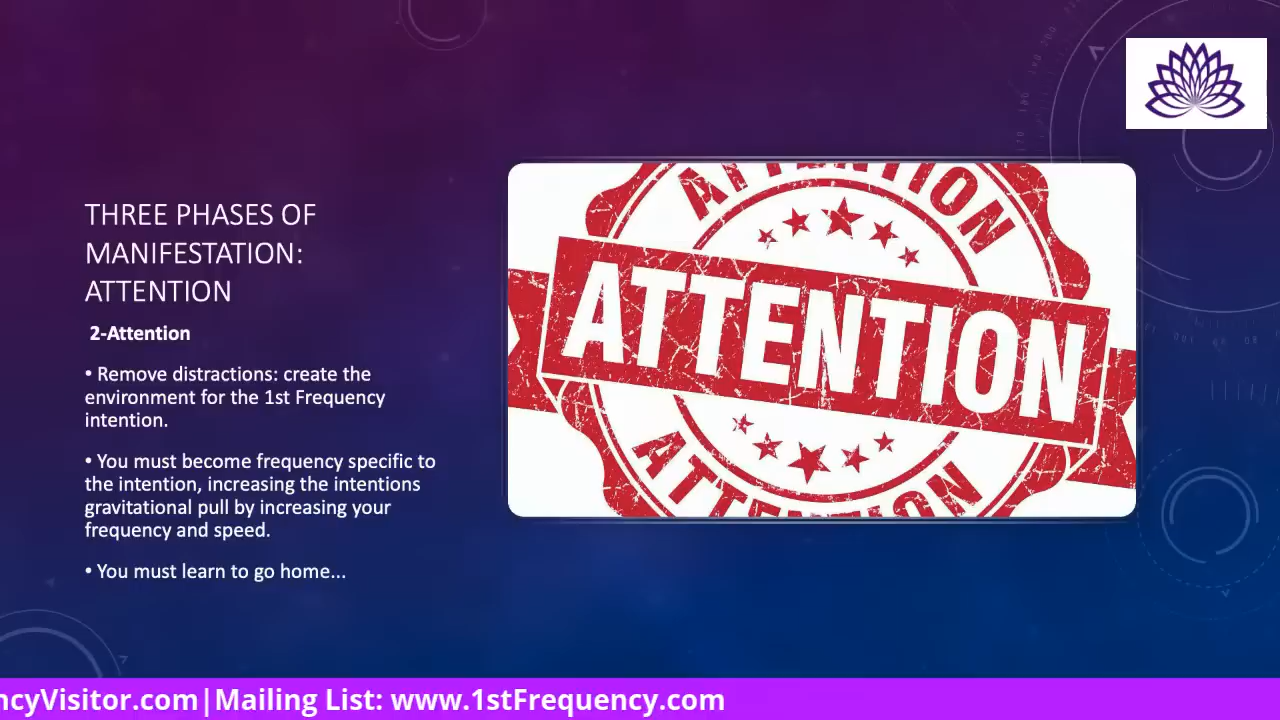 THREE PHASES OF
MANIFESTATION:
ATTENTION
2-Attention
• Remove distractions: create the
environment for the 1st Frequency
intention.
• You must become frequency specific to
the intention, increasing the intentions
gravitational pull by increasing your
frequency and speed.
• You must learn to go home...
ATTENTION
ATTENTION
ATTENTION
ncyVisitor.com|Mailing List: www.1stFrequency.com